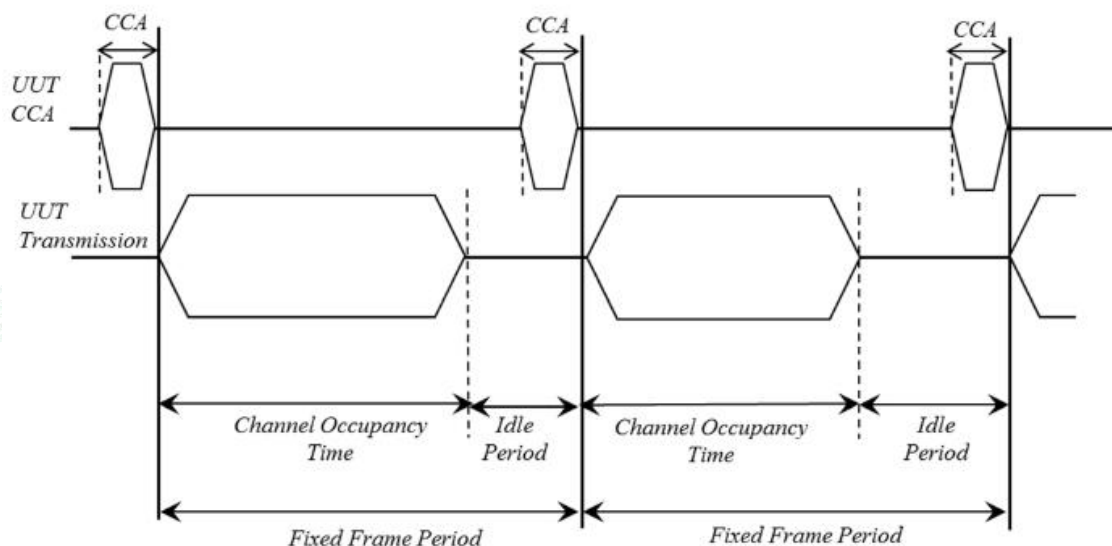 CCA
CCA
CCA
UUT
CCA
UUT
Transmission
Channel Occupancy
Time
Idle
Period
Channel Occupancy
Time
Idle
Period
Fixed Frame Period
Fixed Frame Period